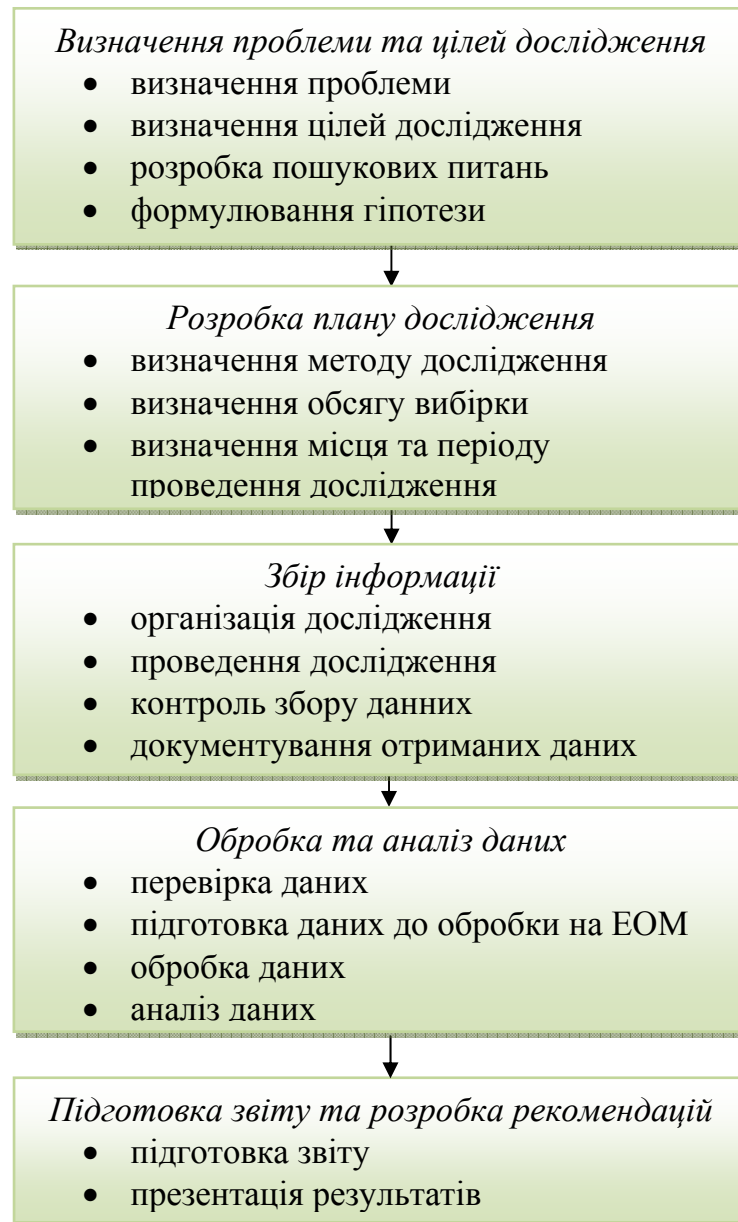 Визначення проблеми та цілей дослідження
• визначення проблеми
• визначення цілей дослідження
• розробка пошукових питань
• формулювання гіпотези
Розробка плану дослідження
• визначення методу дослідження
• визначення обсягу вибірки
• визначення місця та періоду
проведення дослідження
Збір інформації
• організація дослідження
• проведення дослідження
• контроль збору данних
• документування отриманих даних
Обробка та аналіз даних
• перевірка даних
• підготовка даних до обробки на ЕОМ
• обробка даних
• аналіз даних
Підготовка звіту та розробка рекомендацій
• підготовка звіту
• презентація результатів